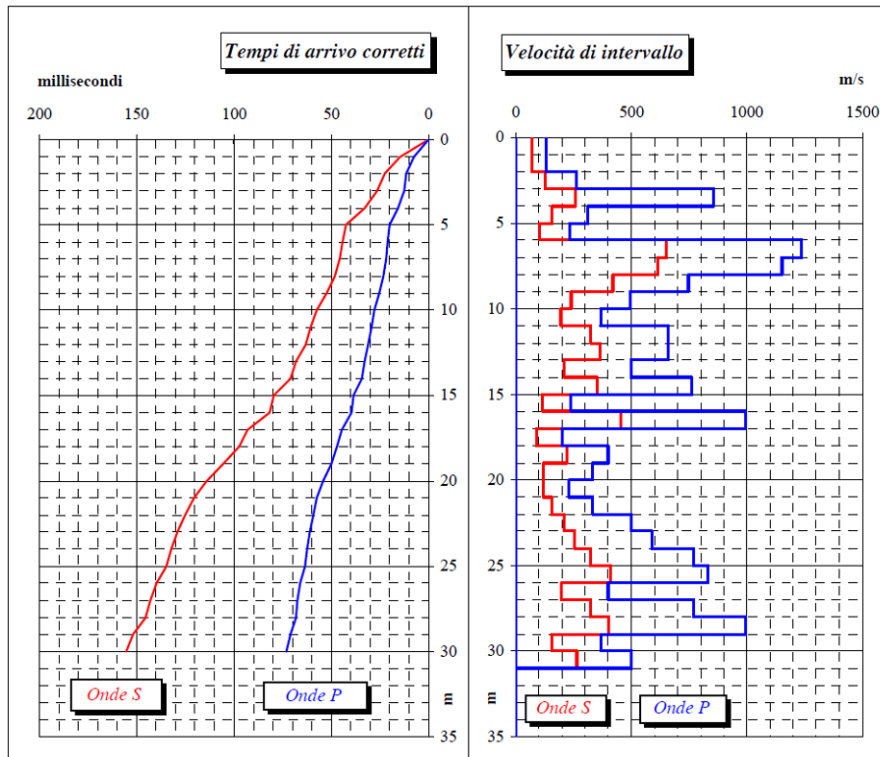 Tempi di arrivo corretti
millisecondi
200 150 100 50 0
0
5
10
15
20
25
30
35
m
Onde S
Onde P
Velocità di intervallo
m/s
0 500 1000 1500
0
5
10
15
20
25
30
35
m
Onde S
Onde P